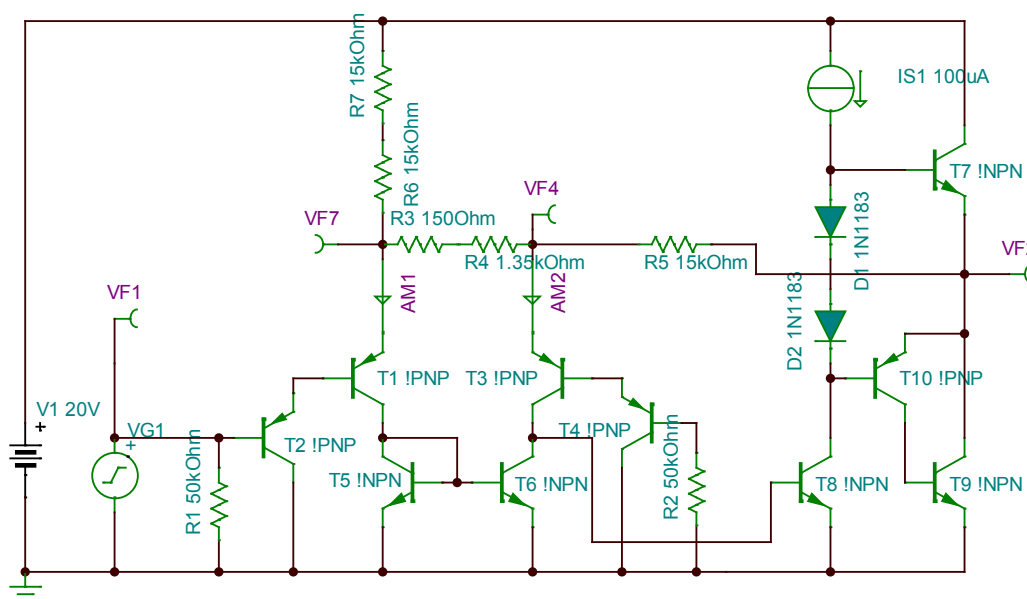 IS1 100uA
R7 15kOhm
T7 !NPN
R6 15kOhm
VF4
VF7
R3 150Ohm
R4 1.35kOhm
R5 15kOhm
D1 1N1183
AM1
AM2
VF1
D2 1N1183
T1 !PNP
T3 !PNP
T10 !PNP
V1 20V
+
VG1
+
T2 !PNP
T4 !PNP
R1 50kOhm
T5 !NPN
T6 !NPN
R2 50kOhm
T8 !NPN
T9 !NPN